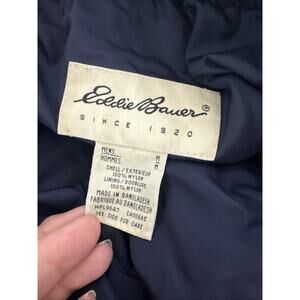 Eddie Bauer®
SINCE 1920
MENS M
HOMMES M
SHELL / EXTERIEUR
100% NYLON
LINING / DOUBLURE
100% NYLON
MADE IN BANGLADESH
FABRIQUE AU BANGLADESH
SEE SIDE FOR CARE